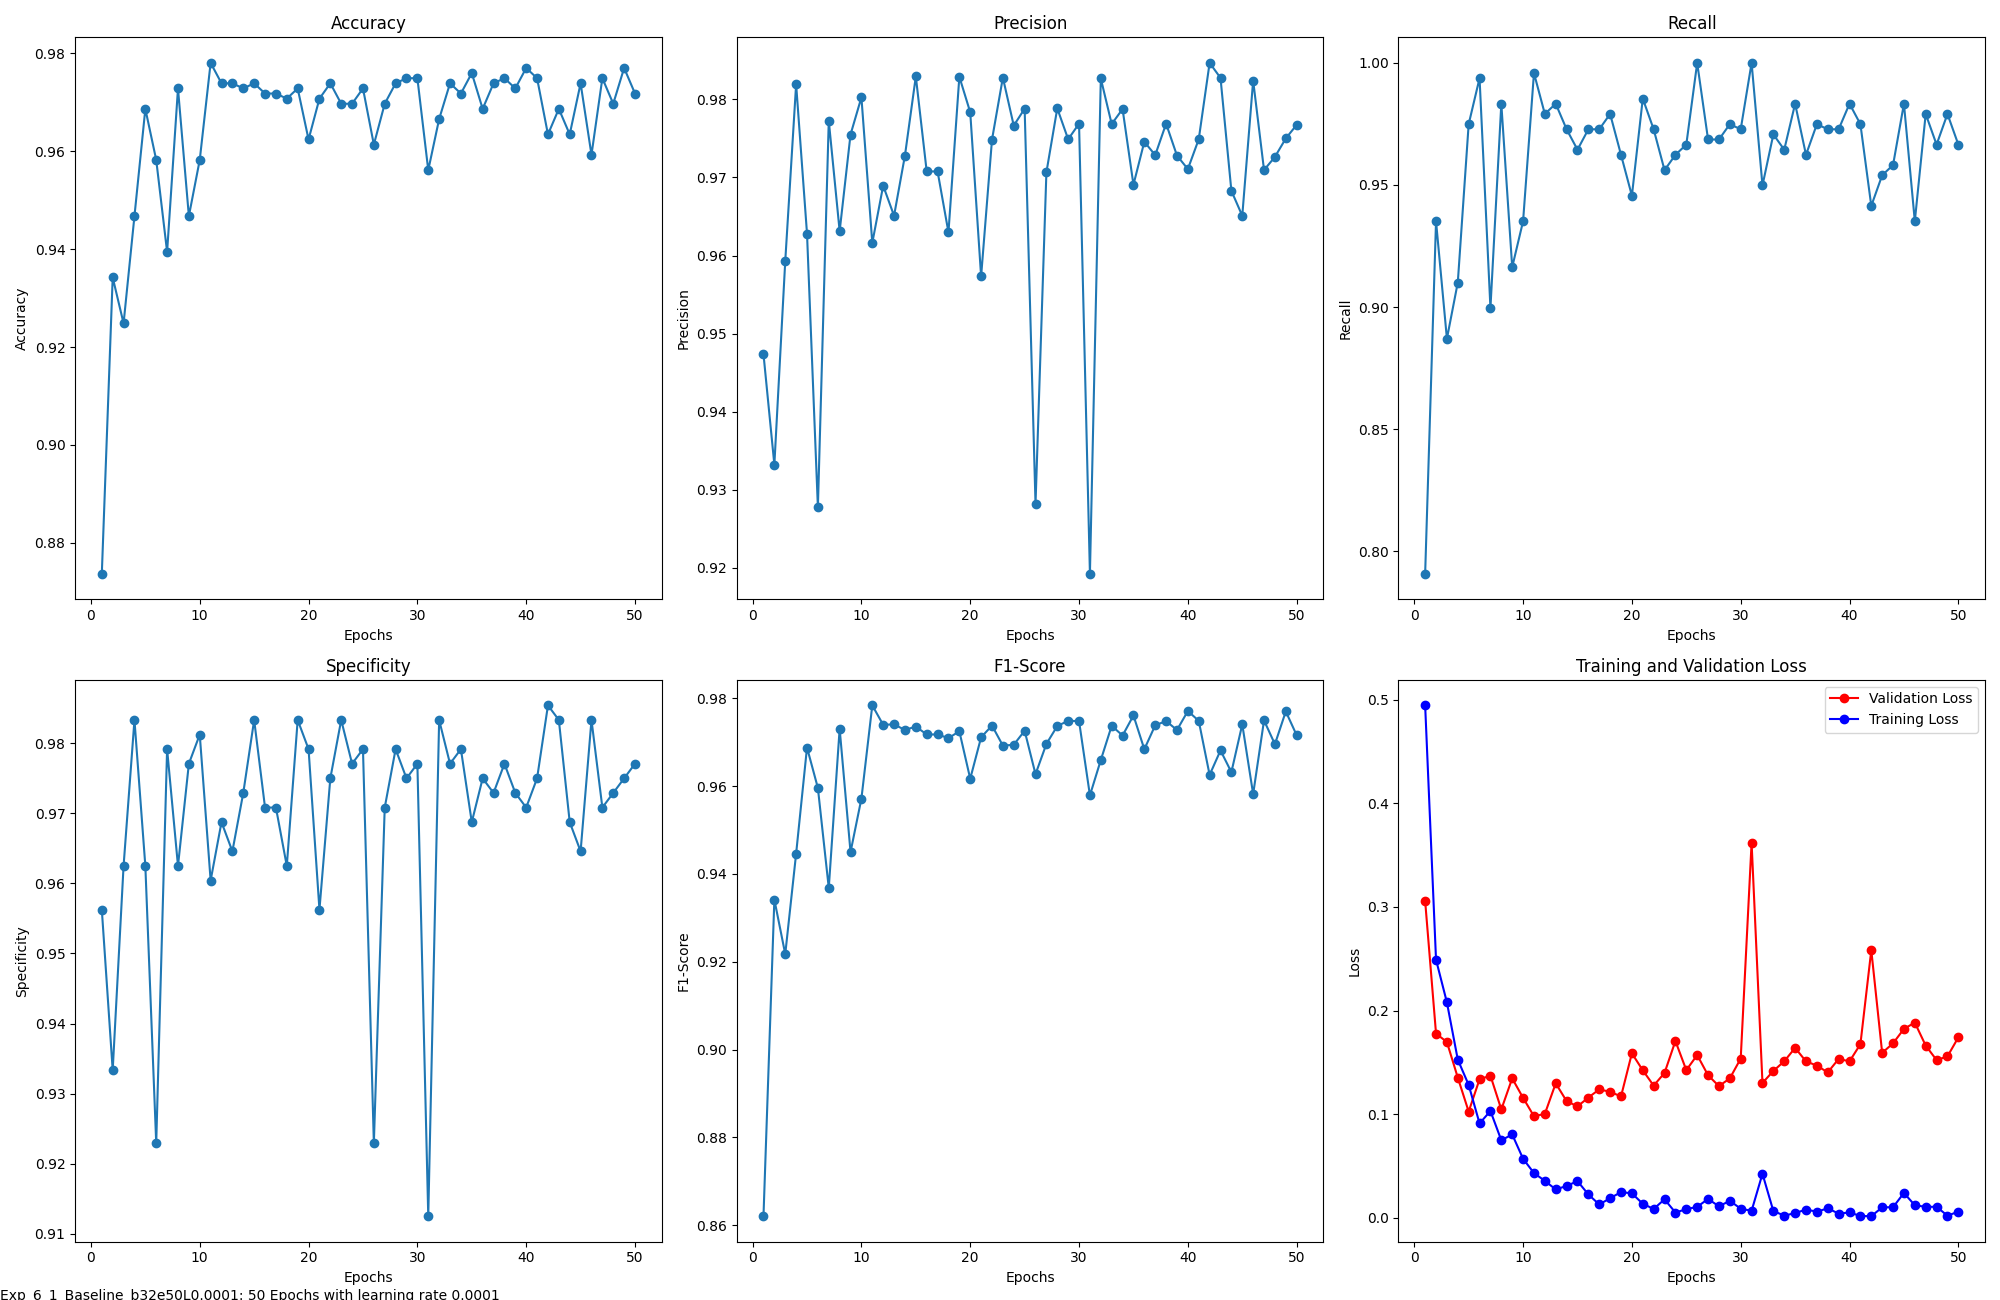 Accuracy
Accuracy
0.98
0.96
0.94
0.92
0.90
0.88
0 10 20 30 40 50
Epochs
Precision
Precision
0.98
0.97
0.96
0.95
0.94
0.93
0.92
0 10 20 30 40 50
Epochs
Recall
Recall
1.00
0.95
0.90
0.85
0.80
0 10 20 30 40 50
Epochs
Specificity
Specificity
0.98
0.97
0.96
0.95
0.94
0.93
0.92
0.91
0 10 20 30 40 50
Epochs
F1-Score
F1-Score
0.98
0.96
0.94
0.92
0.90
0.88
0.86
0 10 20 30 40 50
Epochs
Training and Validation Loss
Loss
0.5
0.4
0.3
0.2
0.1
0.0
Validation Loss
Training Loss
0 10 20 30 40 50
Epochs
Exp_6_1_Baseline_b32e50L0.0001: 50 Epochs with learning rate 0.0001